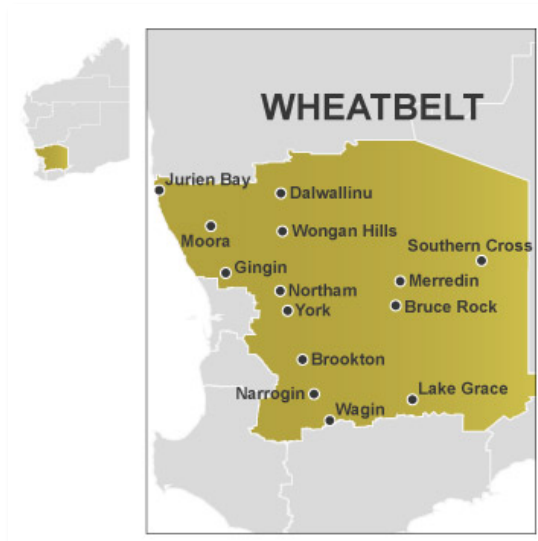 WHEATBELT
Jurien Bay
Dalwallinu
Moora
Wongan Hills
Southern Cross
Gingin
Merredin
Northam
Bruce Rock
York
Brookton
Narrogin
Lake Grace
Wagin